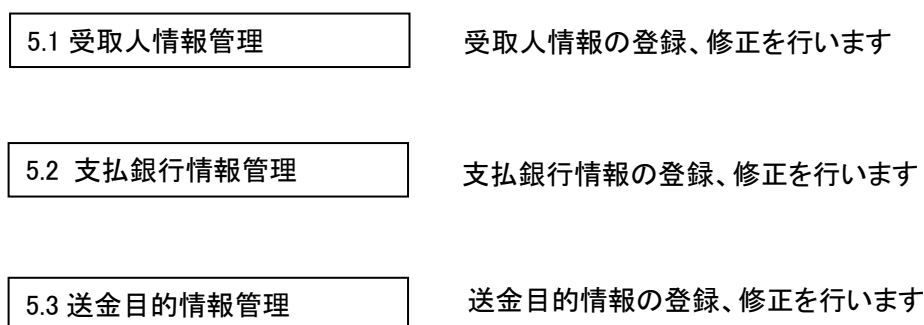 5.1 受取人情報管理 受取人情報の登録、修正を行います
5.2 支払銀行情報管理 支払銀行情報の登録、修正を行います
5.3 送金目的情報管理 送金目的情報の登録、修正を行います